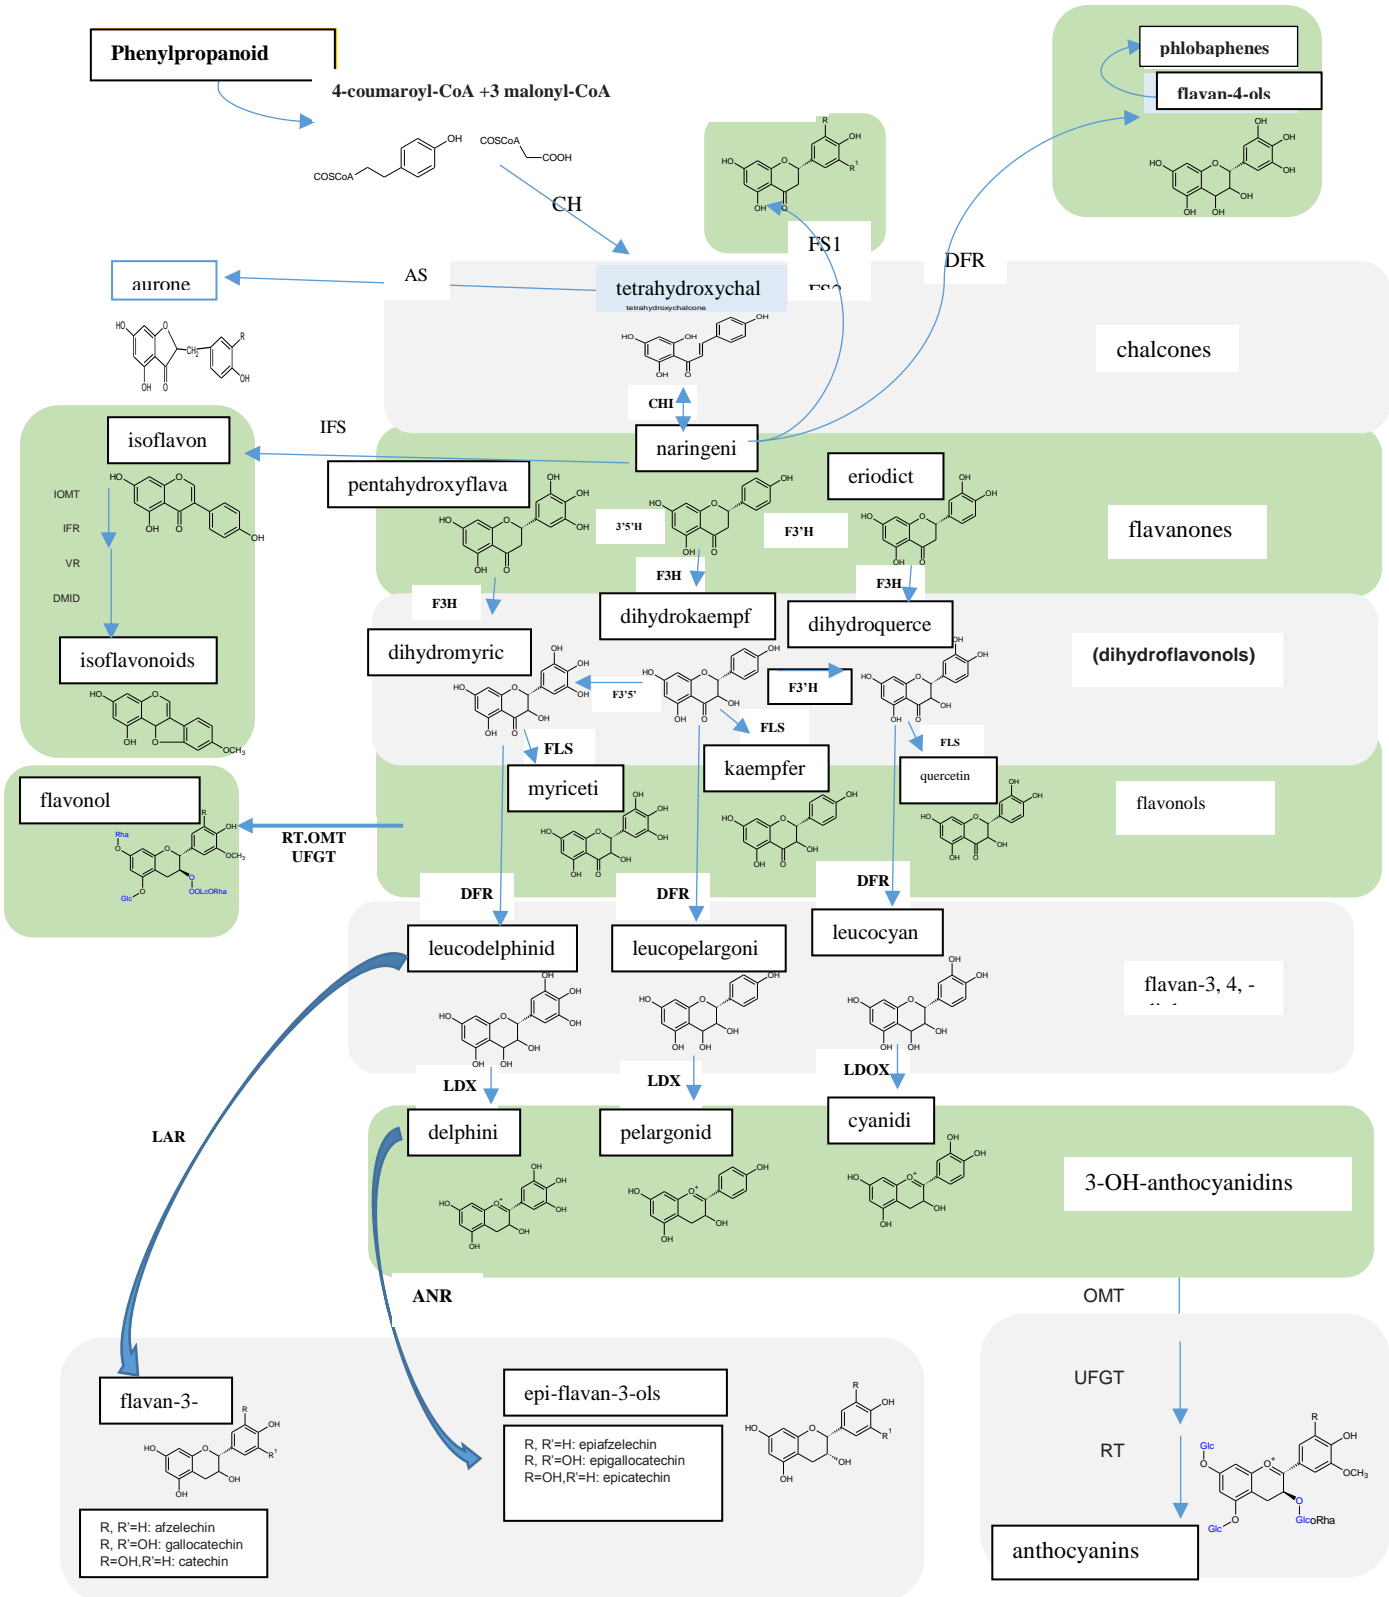 Phenylpropanoid
4-coumaroyl-CoA +3 malonyl-CoA
phlobaphenes
flavan-4-ols
CH
FS1
DFR
AS
aurone
tetrahydroxychal
tetrahydroxychalcone
chalcones
CHI
IFS
isoflavon
naringeni
pentahydroxyflava
eriodict
IOMT
IFR
VR
DMID
3'5'H
F3'H
flavanones
F3H
F3H
F3H
isoflavonoids
dihydromyric
dihydrokaempf
dihydroquerce
(dihydroflavonols)
F3'5'
F3'H
FLS
FLS
FLS
myriceti
kaempfer
quercetin
flavonols
flavonol
RT.OMT
UFGT
DFR
DFR
DFR
leucodelphinid
leucopelargoni
leucocyan
flavan-3, 4, -
LDX
LDX
LDOX
LAR
delphini
pelargonid
cyanidi
3-OH-anthocyanidins
ANR
OMT
UFGT
RT
flavan-3-
epi-flavan-3-ols
R, R'=H: epiafzelechin
R, R'=OH: epigallocatechin
R=OH,R'=H: epicatechin
R, R'=H: afzelechin
R, R'=OH: gallocatechin
R=OH,R'=H: catechin
anthocyanins